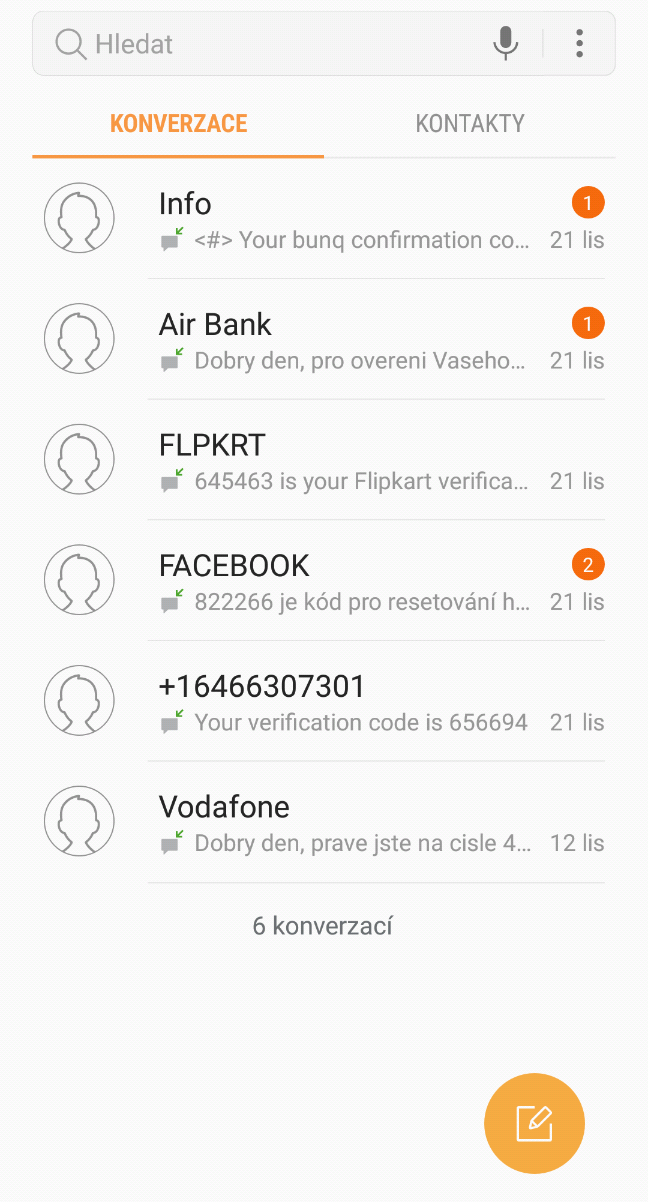 Hledat
KONVERZACE KONTAKTY
Info 1
<#> Your bunq confirmation co... 21 lis
Air Bank 1
Dobry den, pro overeni Vaseho... 21 lis
FLPKRT
645463 is your Flipkart verifica... 21 lis
FACEBOOK 2
822266 je kód pro resetování h... 21 lis
+16466307301
Your verification code is 656694 21 lis
Vodafone
Dobry den, prave jste na cisle 4... 12 lis
6 konverzací